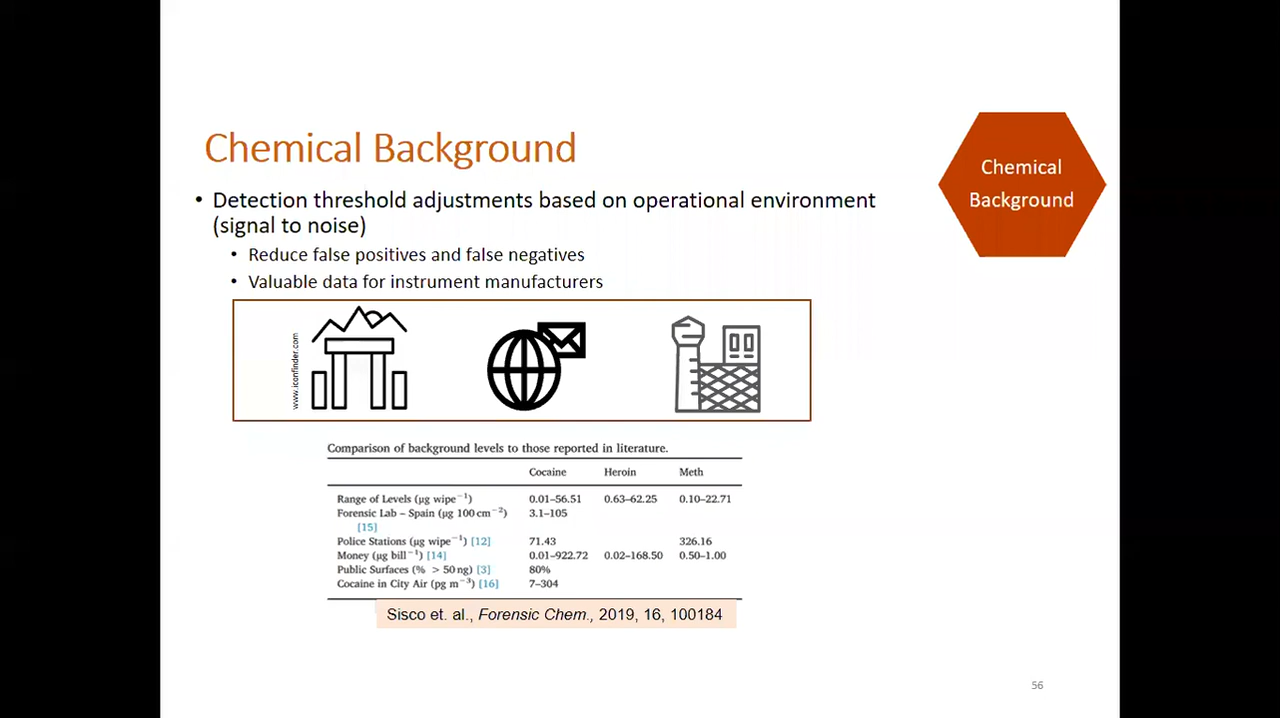 Chemical Background
Chemical
Background
• Detection threshold adjustments based on operational environment
(signal to noise)
• Reduce false positives and false negatives
• Valuable data for instrument manufacturers
www.iconfinder.com
Comparison of background levels to those reported in literature.
Cocaine Heroin Meth
Range of Levels (μg wipe⁻¹) 0.01–56.51 0.63–62.25 0.10–22.71
Forensic Lab – Spain (μg 100 cm⁻²) 3.1–105
[15]
Police Stations (μg wipe⁻¹) [12] 71.43 326.16
Money (μg bill⁻¹) [14] 0.01–922.72 0.02–168.50 0.50–1.00
Public Surfaces (% > 50 ng) [3] 80%
Cocaine in City Air (pg m⁻³) [16] 7–304
Sisco et. al., Forensic Chem., 2019, 16, 100184
56